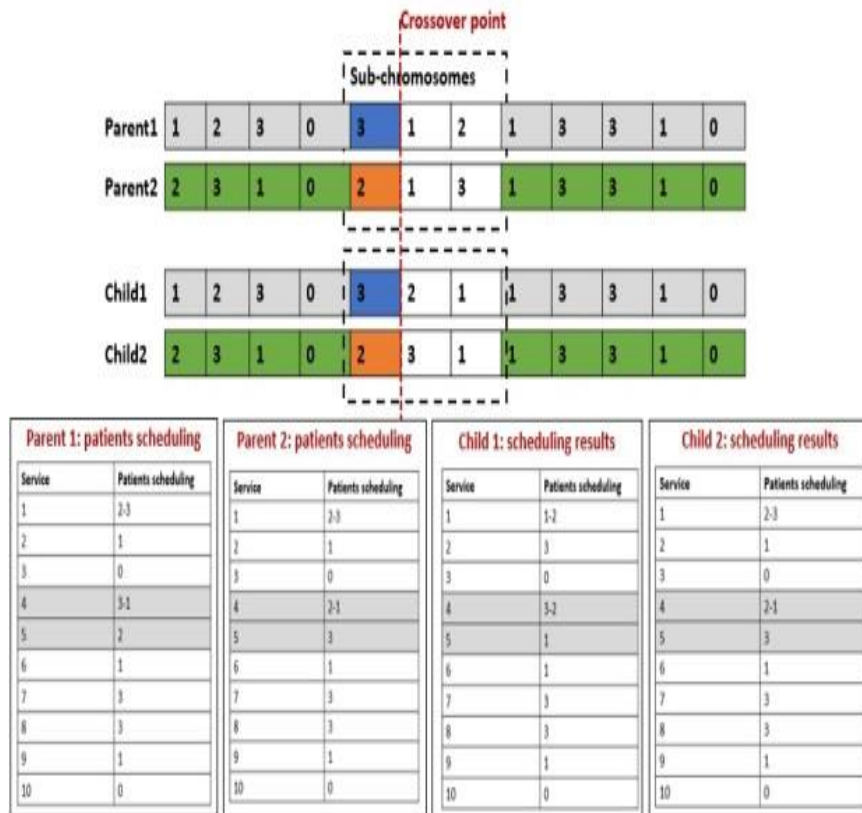 Crossover point
Sub-chromosomes
Parent1 1 2 3 0 3 1 2 1 3 3 1 0
Parent2 2 3 1 0 2 1 3 1 3 3 1 0
Child1 1 2 3 0 3 2 1 1 3 3 1 0
Child2 2 3 1 0 2 3 1 1 3 3 1 0
Parent 1: patients scheduling
Service Patients scheduling
1 2-3
2 1
3 0
4 3-1
5 2
6 1
7 3
8 3
9 1
10 0
Parent 2: patients scheduling
Service Patients scheduling
1 2-3
2 1
3 0
4 2-1
5 3
6 1
7 3
8 3
9 1
10 0
Child 1: scheduling results
Service Patients scheduling
1 1-2
2 3
3 0
4 3-2
5 1
6 1
7 3
8 3
9 1
10 0
Child 2: scheduling results
Service Patients scheduling
1 2-3
2 1
3 0
4 2-1
5 3
6 1
7 3
8 3
9 1
10 0